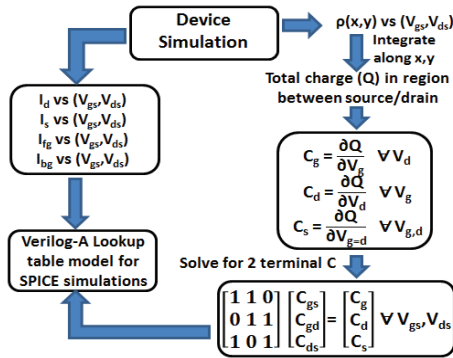 Device
Simulation
ρ(x,y) vs (Vgs,Vds)
Integrate
along x,y
Total charge (Q) in region
between source/drain
Id vs (Vgs,Vds)
Is vs (Vgs,Vds)
Ifg vs (Vgs,Vds)
Ibg vs (Vgs,Vds)
Cg = ∂Q/∂Vg ∀ Vd
Cd = ∂Q/∂Vd ∀ Vg
Cs = ∂Q/∂Vg=d ∀ Vg,d
Verilog-A Lookup
table model for
SPICE simulations
Solve for 2 terminal C
[1 1 0] [Cgs] [Cg]
[0 1 1] [Cgd] = [Cd] ∀ Vgs,Vds
[1 0 1] [Cds] [Cs]